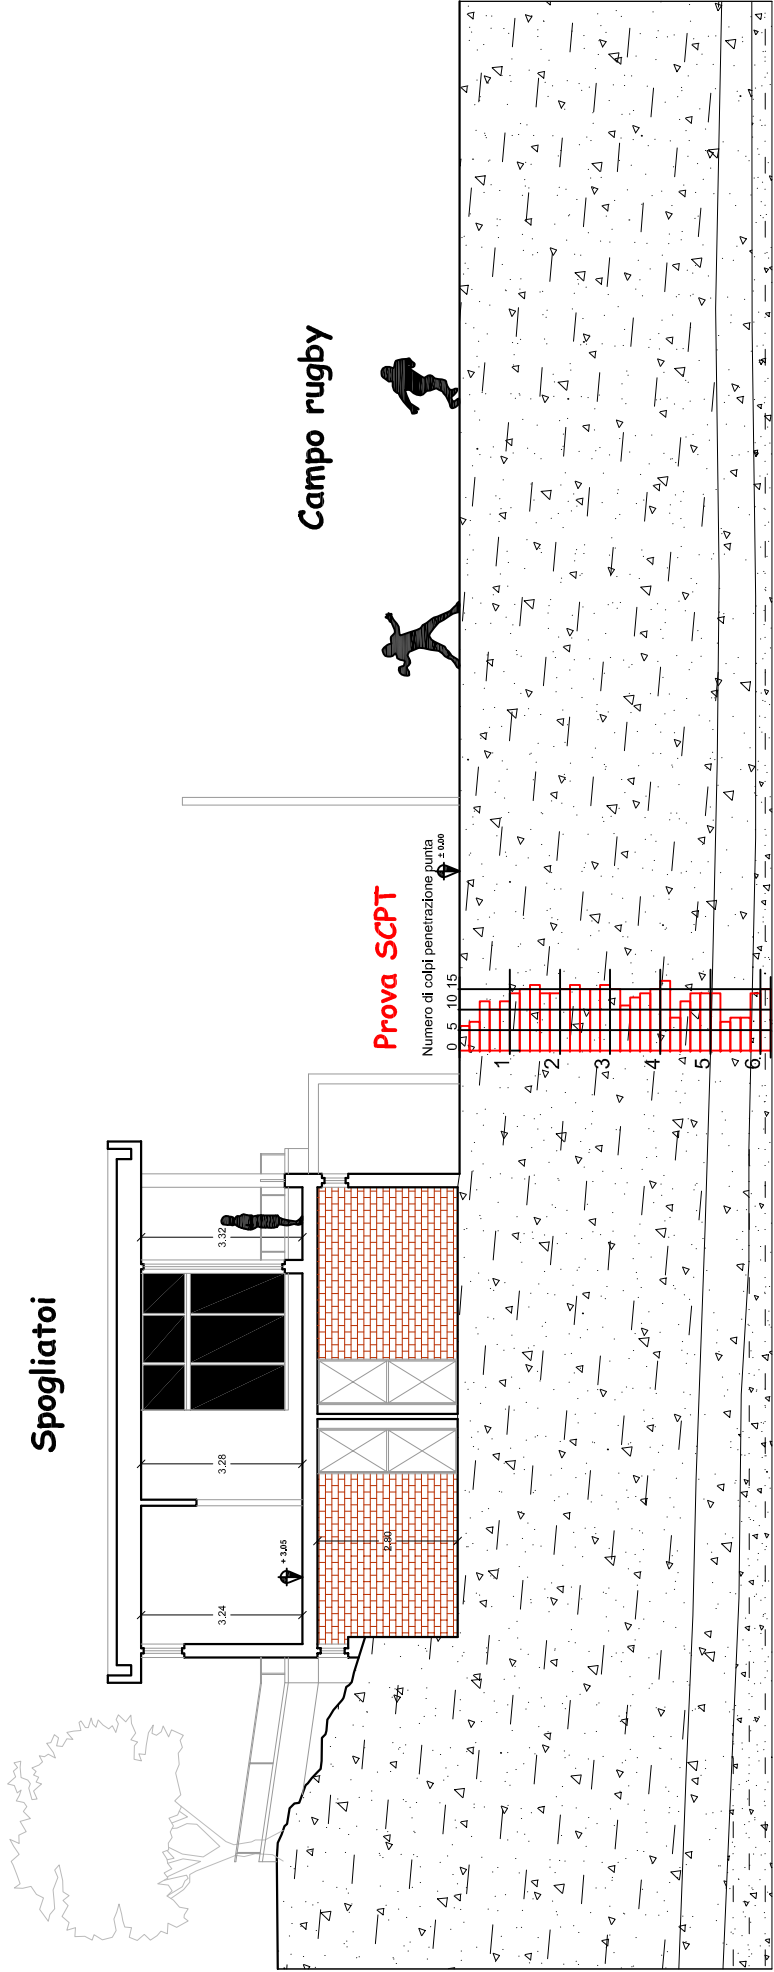 Spogliatoi
Campo rugby
3.24
3.28
3.32
+ 3.05
2.80
Prova SCPT
Numero di colpi penetrazione punta
± 0.00
0 5 10 15
1
2
3
4
5
6